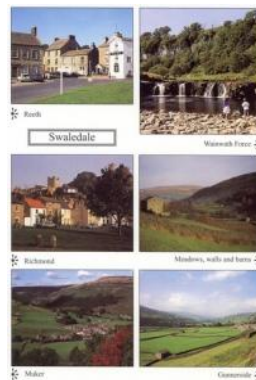 Reeth
Swaledale
Wainwath Force
Richmond
Meadows, walls and barns
Muker
Gunnerside